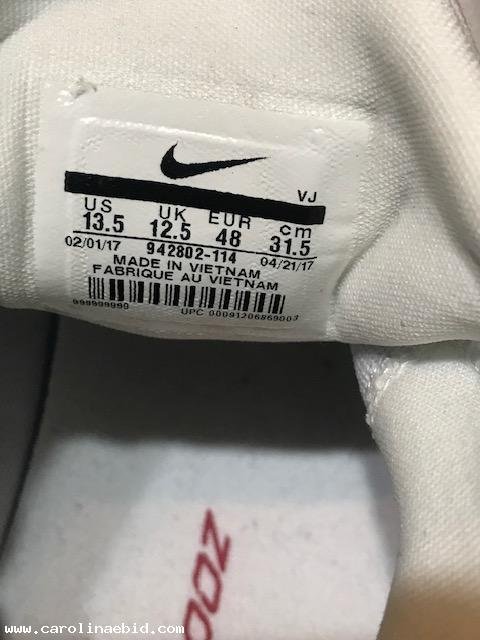 VJ
US UK EUR cm
13.5 12.5 48 31.5
02/01/17 942802-114 04/21/17
MADE IN VIETNAM
FABRIQUE AU VIETNAM
999999990 UPC 00091206869003
ZOO
www.carolinaebid.com